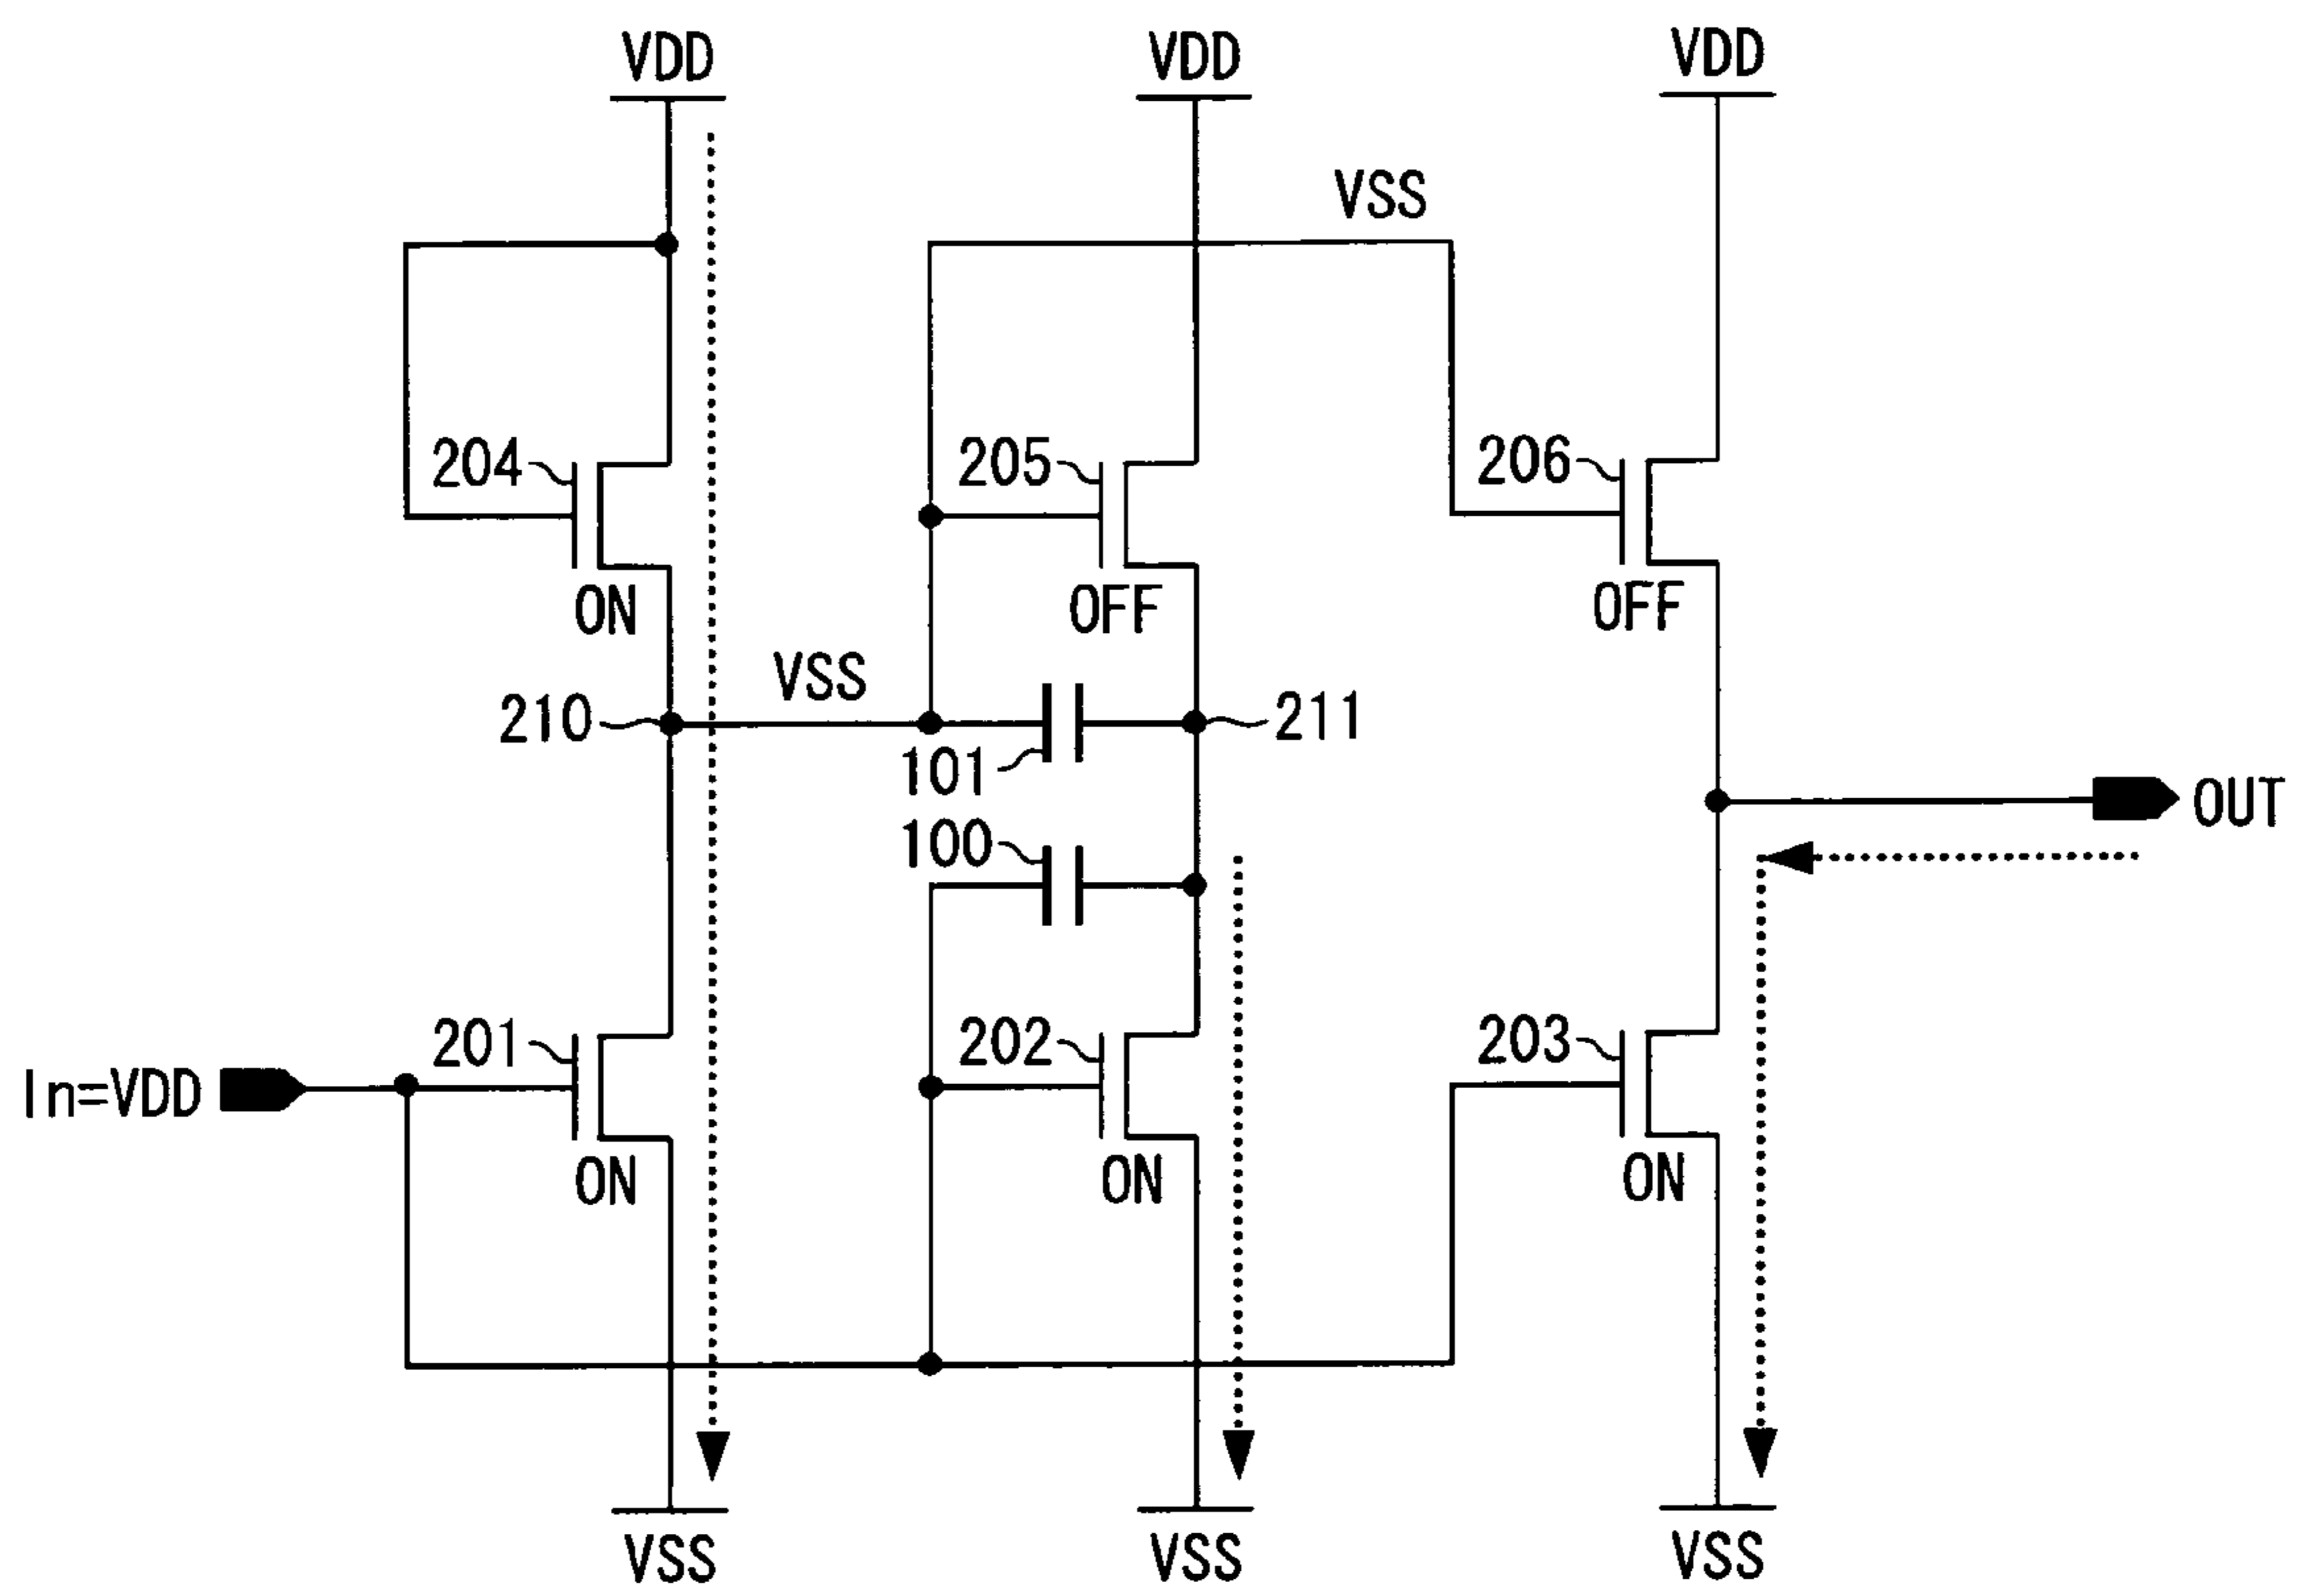 VDD
VDD
VDD
VSS
204
205
206
ON
OFF
OFF
VSS
210
211
101
100
OUT
201
202
203
In=VDD
ON
ON
ON
VSS
VSS
VSS